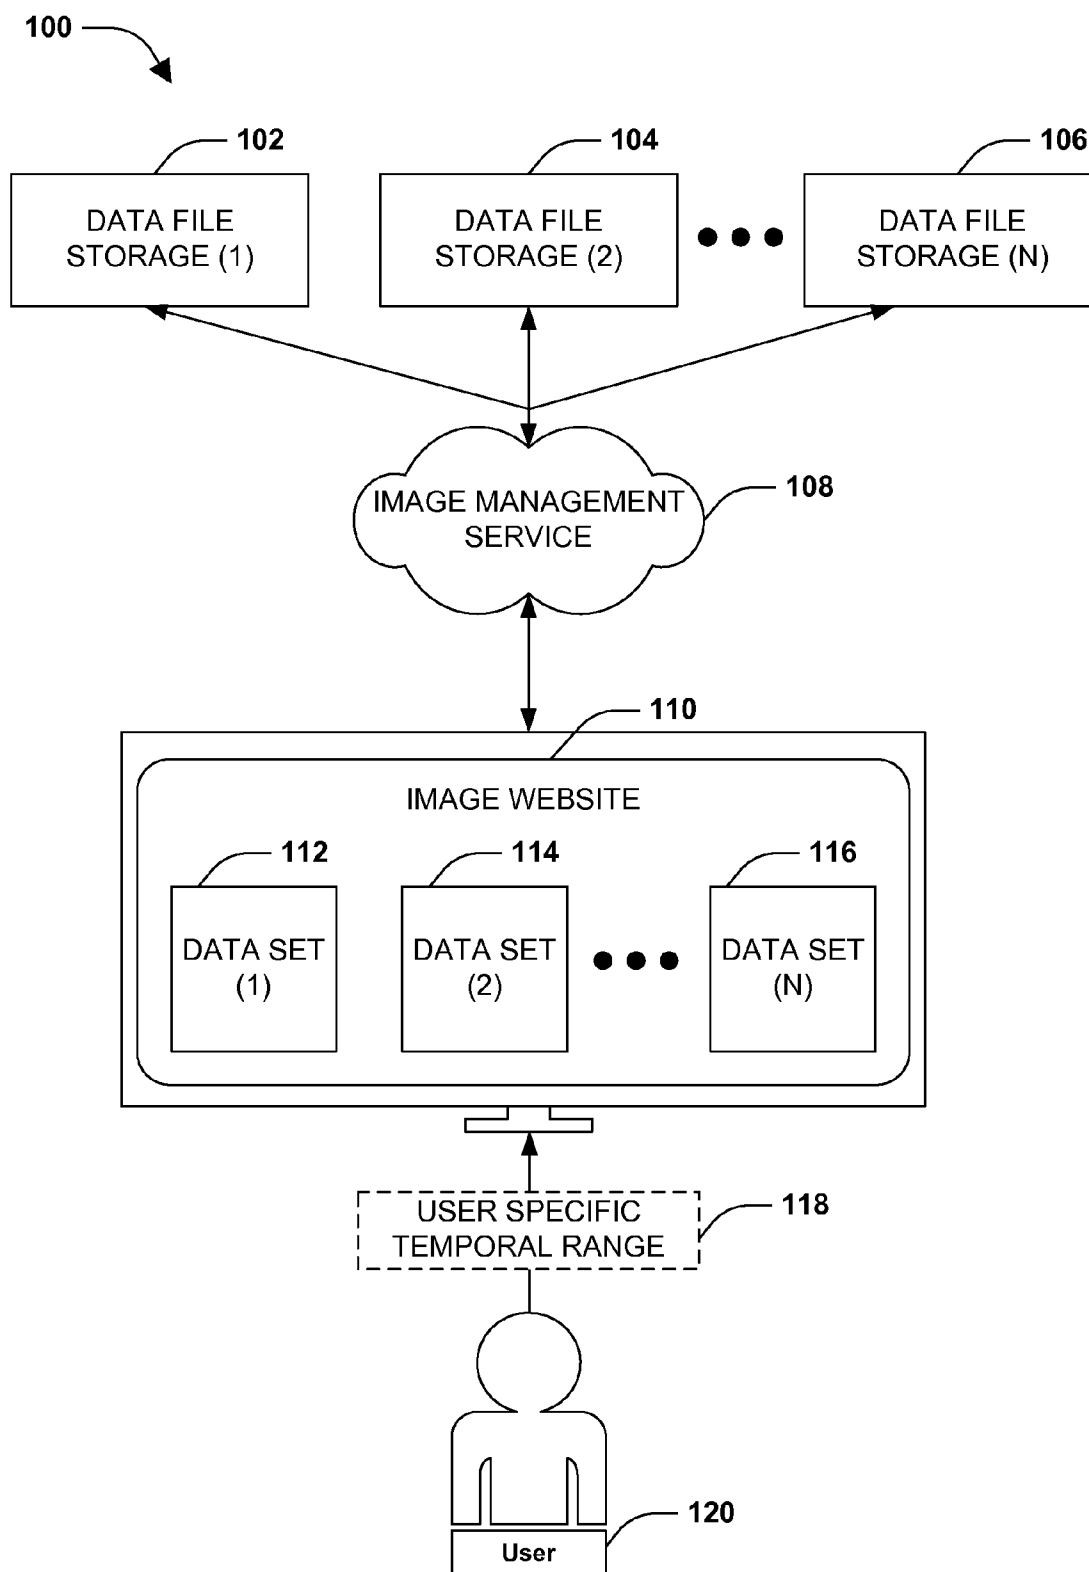 100
102
104
106
DATA FILE
STORAGE (1)
DATA FILE
STORAGE (2)
DATA FILE
STORAGE (N)
IMAGE MANAGEMENT
SERVICE
108
110
IMAGE WEBSITE
112
114
116
DATA SET
(1)
DATA SET
(2)
DATA SET
(N)
USER SPECIFIC
TEMPORAL RANGE
118
120
User